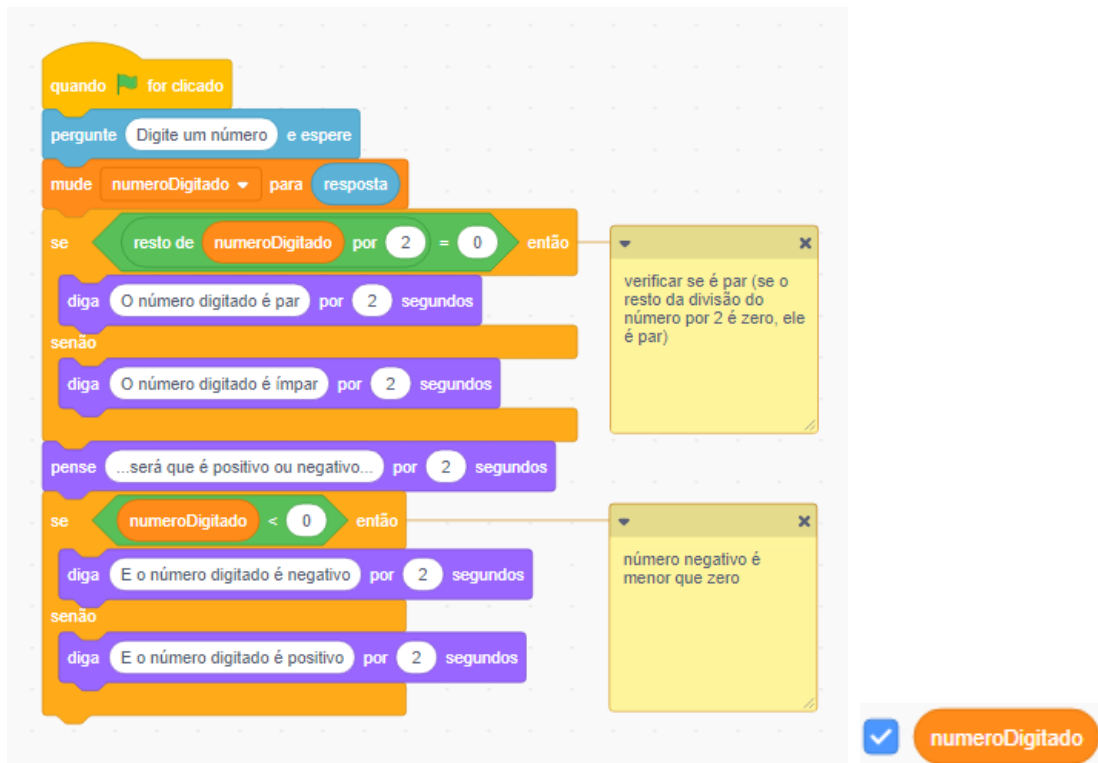 quando for clicado
pergunte Digite um número e espere
mude numeroDigitado para resposta
se resto de numeroDigitado por 2 = 0 então
diga O número digitado é par por 2 segundos
senão
diga O número digitado é ímpar por 2 segundos
verificar se é par (se o
resto da divisão do
número por 2 é zero, ele
é par)
pense ...será que é positivo ou negativo... por 2 segundos
se numeroDigitado < 0 então
diga E o número digitado é negativo por 2 segundos
senão
diga E o número digitado é positivo por 2 segundos
número negativo é
menor que zero
numeroDigitado